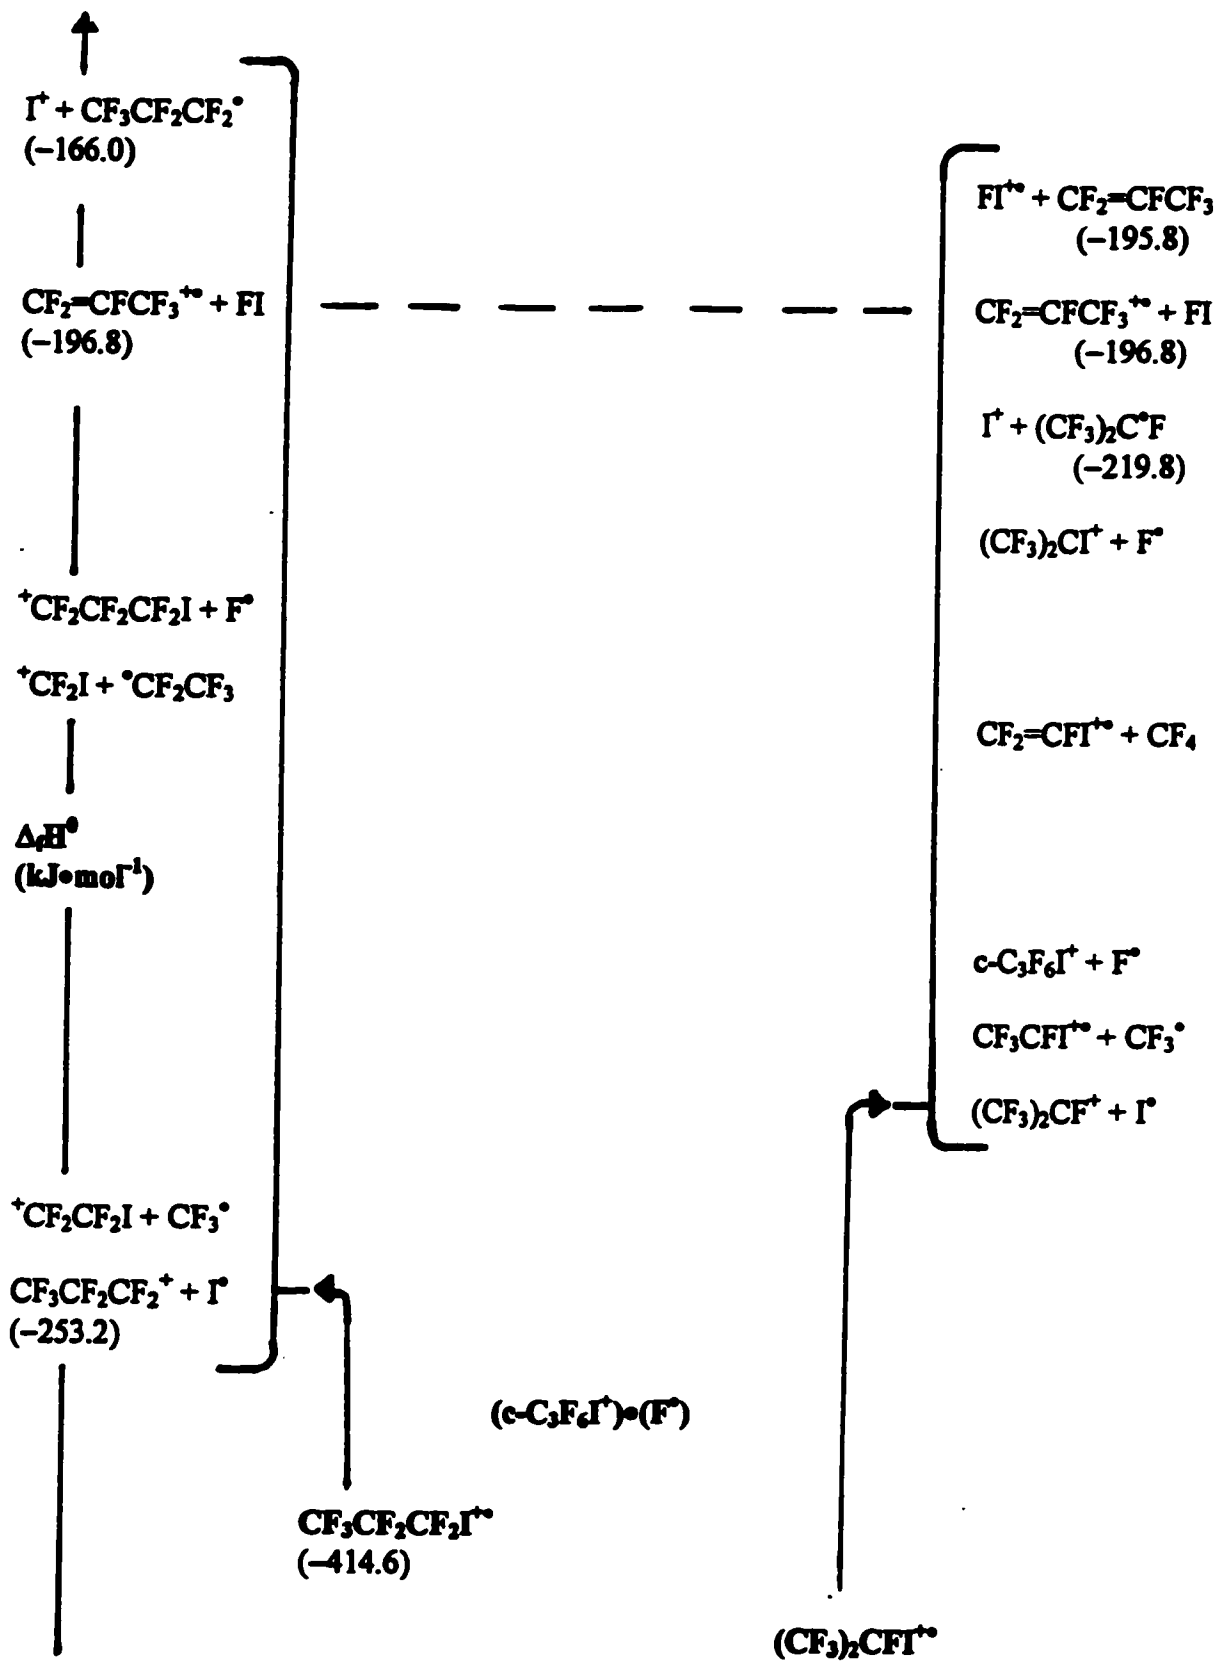 I⁺ + CF₃CF₂CF₂•
(–166.0)
CF₂=CFCF₃⁺• + FI
(–196.8)
⁺CF₂CF₂CF₂I + F•
⁺CF₂I + •CF₂CF₃
ΔfH⁰
(kJ•mol⁻¹)
⁺CF₂CF₂I + CF₃•
CF₃CF₂CF₂⁺ + I•
(–253.2)
(c-C₃F₆I⁺)•(F•)
CF₃CF₂CF₂I⁺•
(–414.6)
FI⁺• + CF₂=CFCF₃
(–195.8)
CF₂=CFCF₃⁺• + FI
(–196.8)
I⁺ + (CF₃)₂C•F
(–219.8)
(CF₃)₂CI⁺ + F•
CF₂=CFI⁺• + CF₄
c-C₃F₆I⁺ + F•
CF₃CFI⁺• + CF₃•
(CF₃)₂CF⁺ + I•
(CF₃)₂CFI⁺•